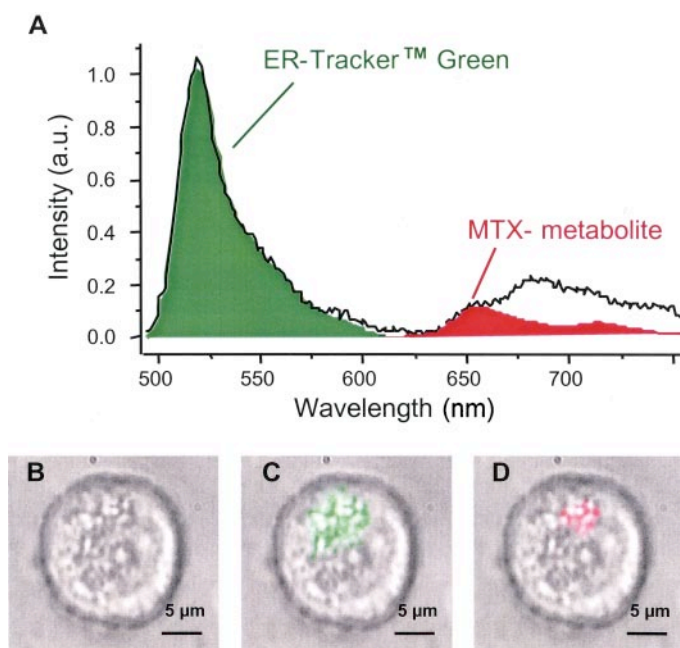 A
ER-Tracker™ Green
MTX- metabolite
Intensity (a.u.)
1.0
0.8
0.6
0.4
0.2
0.0
500 550 600 650 700
Wavelength (nm)
B C D
5 µm 5 µm 5 µm